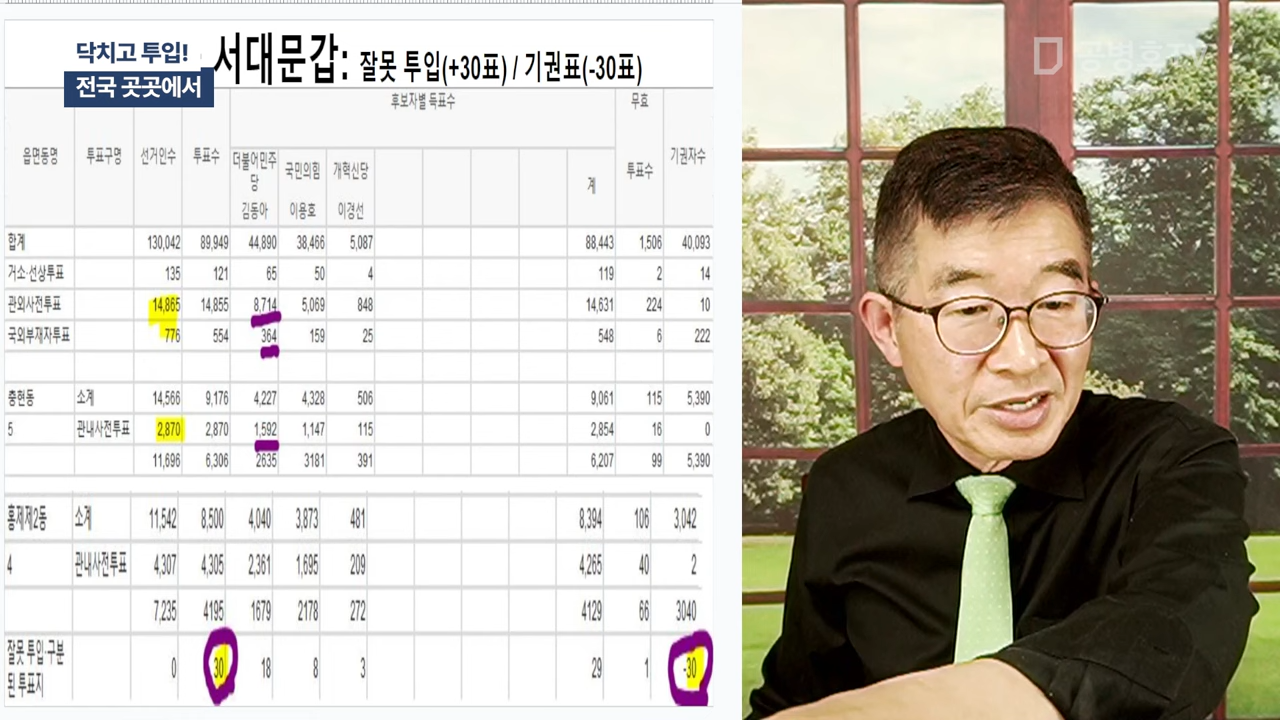 닥치고 투입!
전국 곳곳에서
서대문갑: 잘못 투입(+30표) / 기권표(-30표)
공병호
후보자별 득표수 무효
읍면동명 투표구명 선거인수 투표수 더불어민주당 국민의힘 개혁신당 계 투표수 기권자수
김동아 이용호 이경선
합계 130,042 89,949 44,890 38,466 5,087 88,443 1,506 40,093
거소·선상투표 135 121 65 50 4 119 2 14
관외사전투표 14,865 14,855 8,714 5,069 848 14,631 224 10
국외부재자투표 776 554 364 159 25 548 6 222
충현동 소계 14,566 9,176 4,227 4,328 506 9,061 115 5,390
5 관내사전투표 2,870 2,870 1,592 1,147 115 2,854 16 0
11,696 6,306 2635 3181 391 6,207 99 5,390
홍제제2동 소계 11,542 8,500 4,040 3,873 481 8,394 106 3,042
4 관내사전투표 4,307 4,305 2,361 1,695 209 4,265 40 2
7,235 4195 1679 2178 272 4129 66 3040
잘못 투입·구분
된 투표지 0 30 18 8 3 29 1 -30